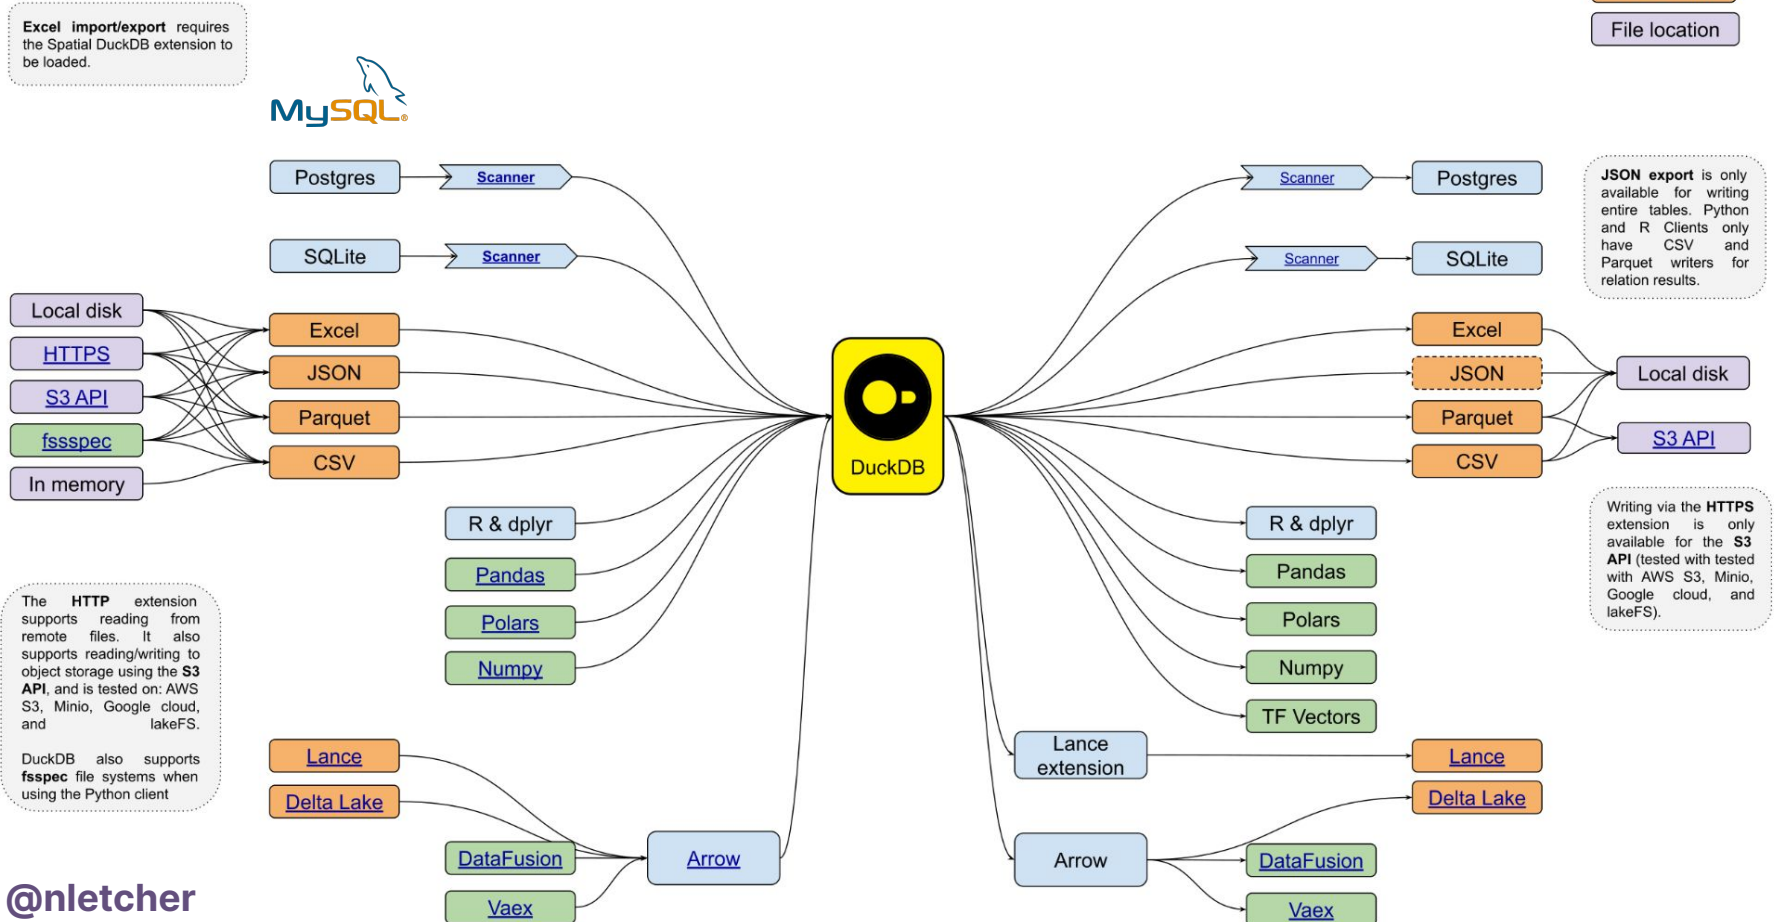 Excel import/export requires
the Spatial DuckDB extension to
be loaded.
File location
MySQL®
Postgres
Scanner
SQLite
Scanner
Local disk
HTTPS
S3 API
fssspec
In memory
Excel
JSON
Parquet
CSV
R & dplyr
Pandas
Polars
Numpy
Lance
Delta Lake
DataFusion
Vaex
Arrow
The HTTP extension
supports reading from
remote files. It also
supports reading/writing to
object storage using the S3
API, and is tested on: AWS
S3, Minio, Google cloud,
and lakeFS.
DuckDB also supports
fsspec file systems when
using the Python client
@nletcher
DuckDB
Scanner
Postgres
Scanner
SQLite
Excel
JSON
Parquet
CSV
Local disk
S3 API
R & dplyr
Pandas
Polars
Numpy
TF Vectors
Lance
extension
Lance
Delta Lake
Arrow
DataFusion
Vaex
JSON export is only
available for writing
entire tables. Python
and R Clients only
have CSV and
Parquet writers for
relation results.
Writing via the HTTPS
extension is only
available for the S3
API (tested with tested
with AWS S3, Minio,
Google cloud, and
lakeFS).